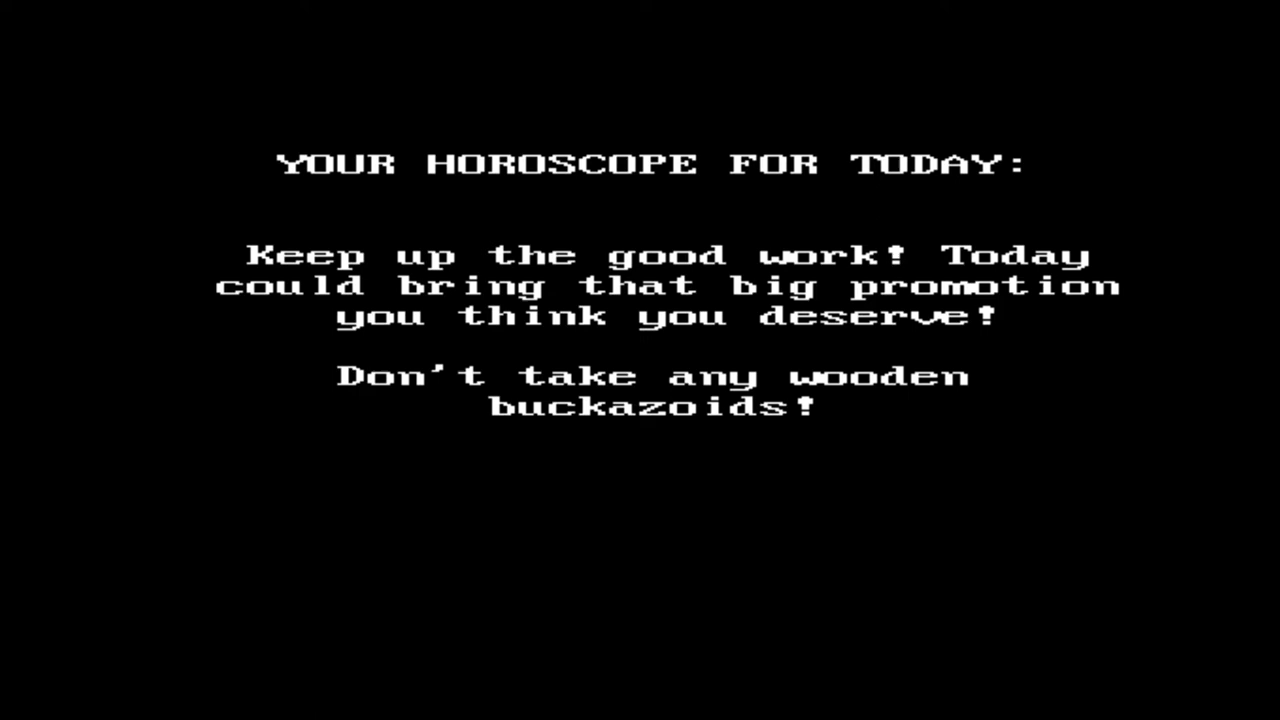 YOUR HOROSCOPE FOR TODAY:
Keep up the good work! Today
could bring that big promotion
you think you deserve!
Don't take any wooden
buckazoids!